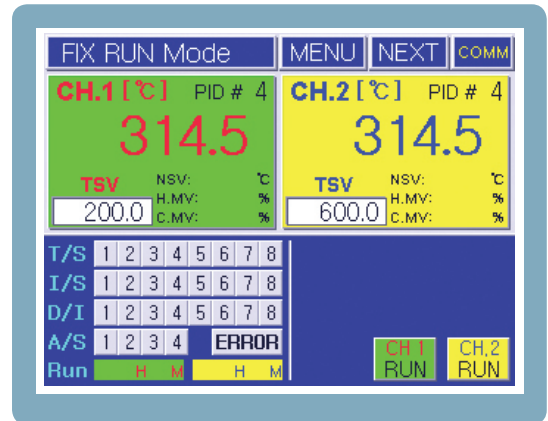 FIX RUN Mode MENU NEXT COMM
CH.1 [℃] PID # 4
314.5
TSV NSV: ℃
H.MV: %
200.0 C.MV: %
CH.2 [℃] PID # 4
314.5
TSV NSV: ℃
H.MV: %
600.0 C.MV: %
T/S 1 2 3 4 5 6 7 8
I/S 1 2 3 4 5 6 7 8
D/I 1 2 3 4 5 6 7 8
A/S 1 2 3 4 ERROR
Run H M H M
CH 1
RUN
CH.2
RUN